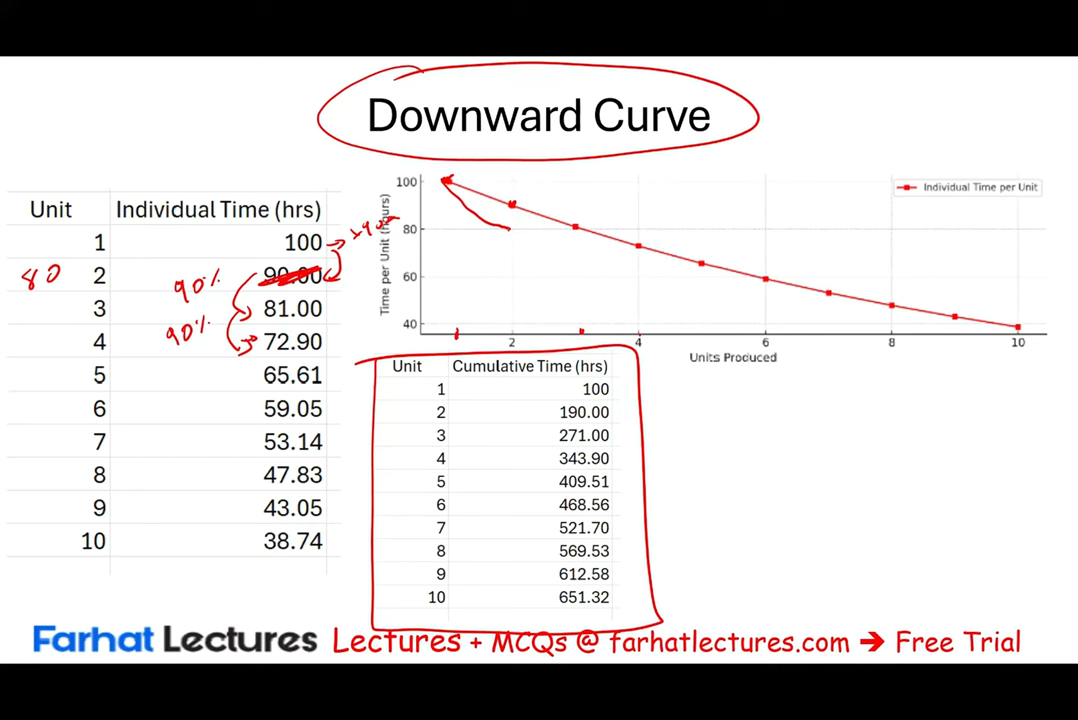 Downward Curve
Unit Individual Time (hrs)
1 100
80 2 90% 90.00
3 81.00
90%
4 72.90
5 65.61
6 59.05
7 53.14
8 47.83
9 43.05
10 38.74
Time per Unit (hours)
100
80
60
40
Individual Time per Unit
2 4 6 8 10
Units Produced
Unit Cumulative Time (hrs)
1 100
2 190.00
3 271.00
4 343.90
5 409.51
6 468.56
7 521.70
8 569.53
9 612.58
10 651.32
Farhat Lectures Lectures + MCQs @ farhatlectures.com ➔ Free Trial